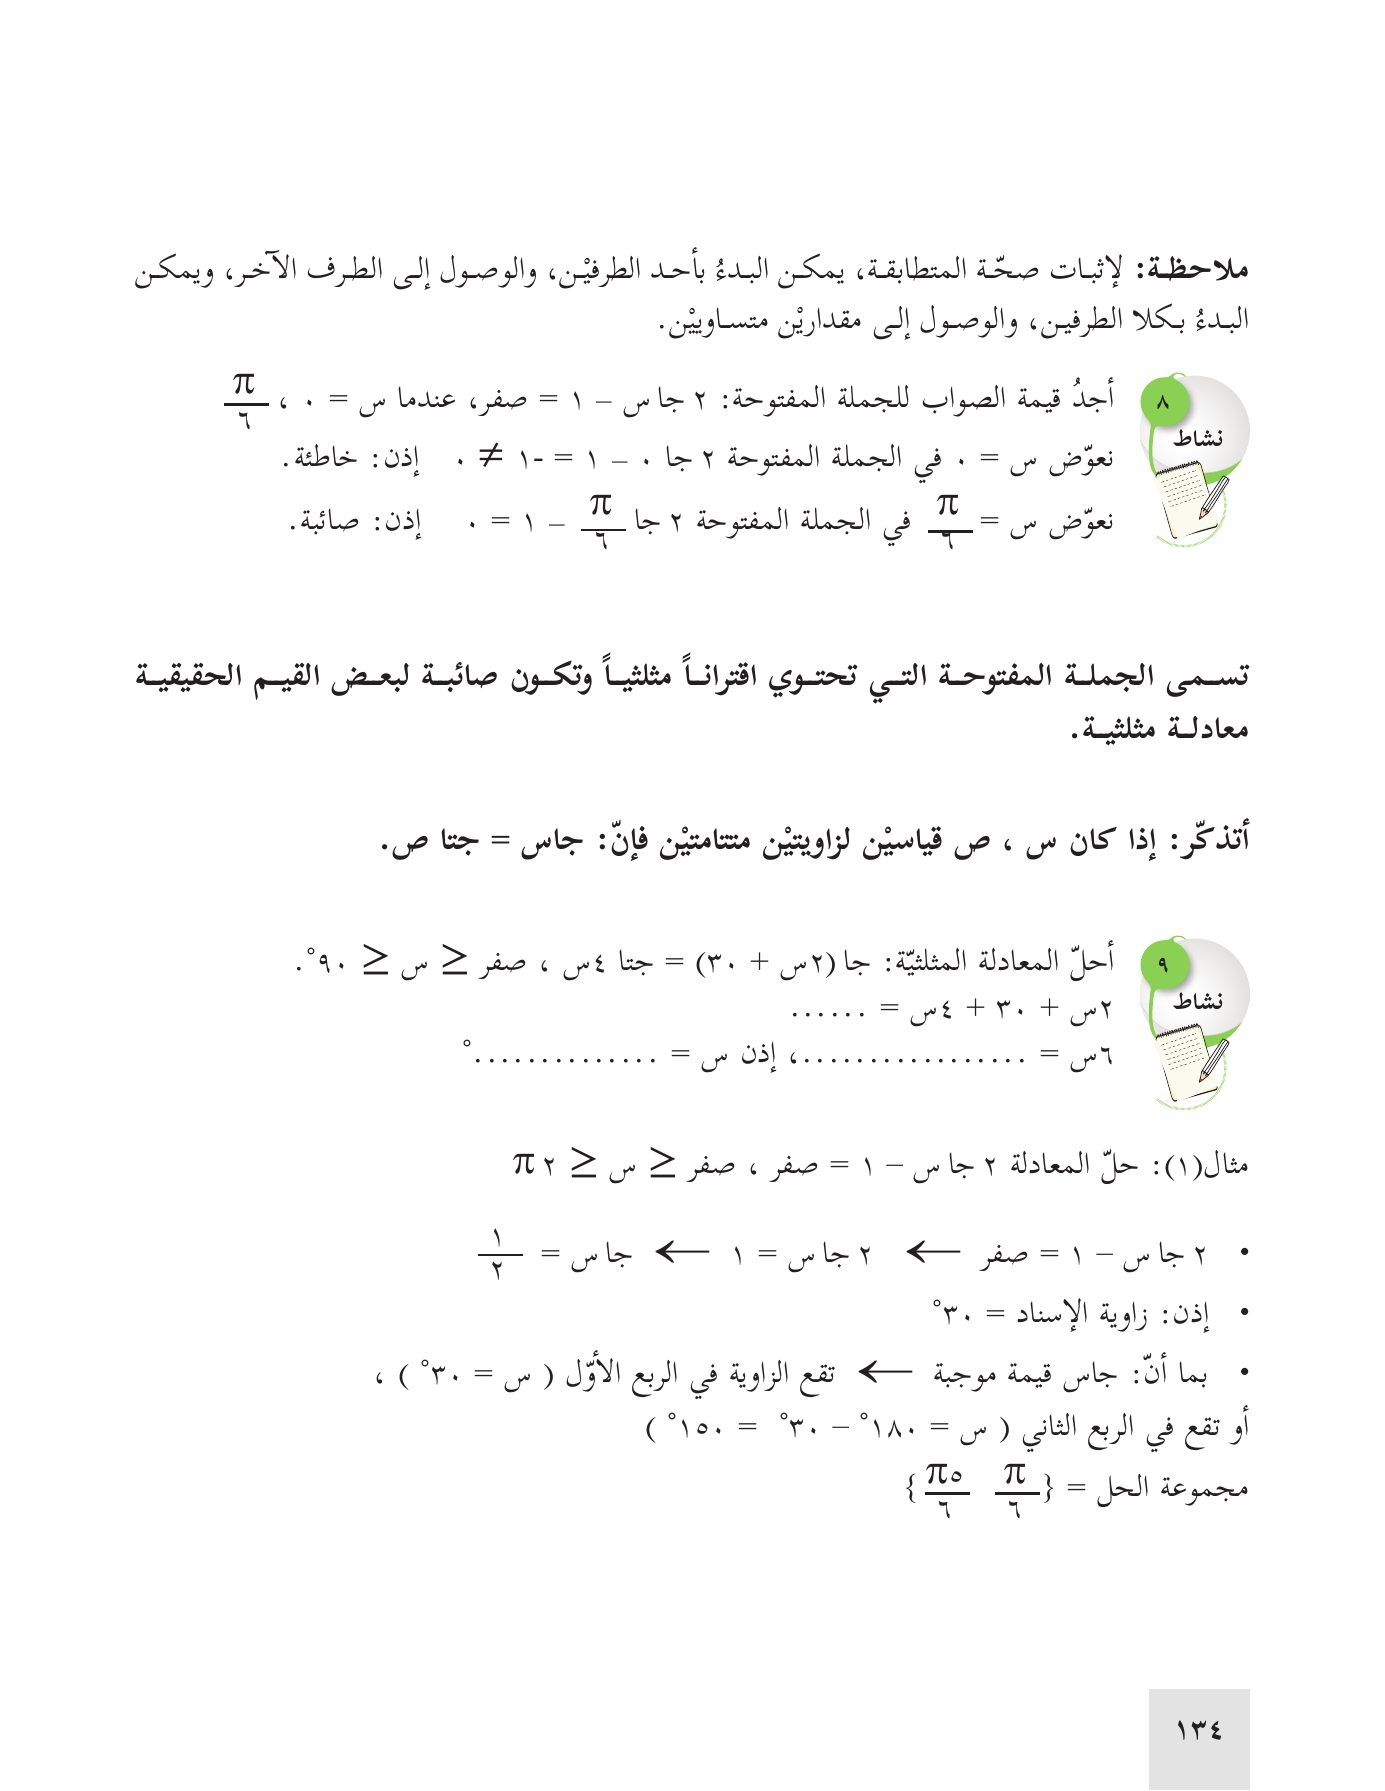 ملاحظة: لإثبات صحّة المتطابقة، يمكن البدءُ بأحد الطرفيْن، والوصول إلى الطرف الآخر، ويمكن
البدءُ بكلا الطرفين، والوصول إلى مقداريْن متساوييْن.
٨
نشاط
أجدُ قيمة الصواب للجملة المفتوحة: ٢ جا س – ١ = صفر، عندما س = ٠ ، π/٦
نعوّض س = ٠ في الجملة المفتوحة ٢ جا ٠ – ١ = -١ ≠ ٠ إذن: خاطئة.
نعوّض س = π/٦ في الجملة المفتوحة ٢ جا π/٦ – ١ = ٠ إذن: صائبة.
تسمى الجملة المفتوحة التي تحتوي اقتراناً مثلثياً وتكون صائبة لبعض القيم الحقيقية
معادلة مثلثية.
أتذكّر: إذا كان س ، ص قياسيْن لزاويتيْن متتامتيْن فإنّ: جاس = جتا ص.
٩
نشاط
أحلّ المعادلة المثلثيّة: جا (٢س + ٣٠) = جتا ٤س ، صفر ≤ س ≤ ٩٠°.
٢س + ٣٠ + ٤س = ......
٦س = .................، إذن س = ..............°
مثال(١): حلّ المعادلة ٢ جا س – ١ = صفر ، صفر ≤ س ≤ ٢ π
• ٢ جا س – ١ = صفر ← ٢ جا س = ١ ← جا س = ١/٢
• إذن: زاوية الإسناد = ٣٠°
• بما أنّ: جاس قيمة موجبة ← تقع الزاوية في الربع الأوّل ( س = ٣٠° ) ،
أو تقع في الربع الثاني ( س = ١٨٠° – ٣٠° = ١٥٠° )
مجموعة الحل = {π/٦ ٥π/٦}
١٣٤